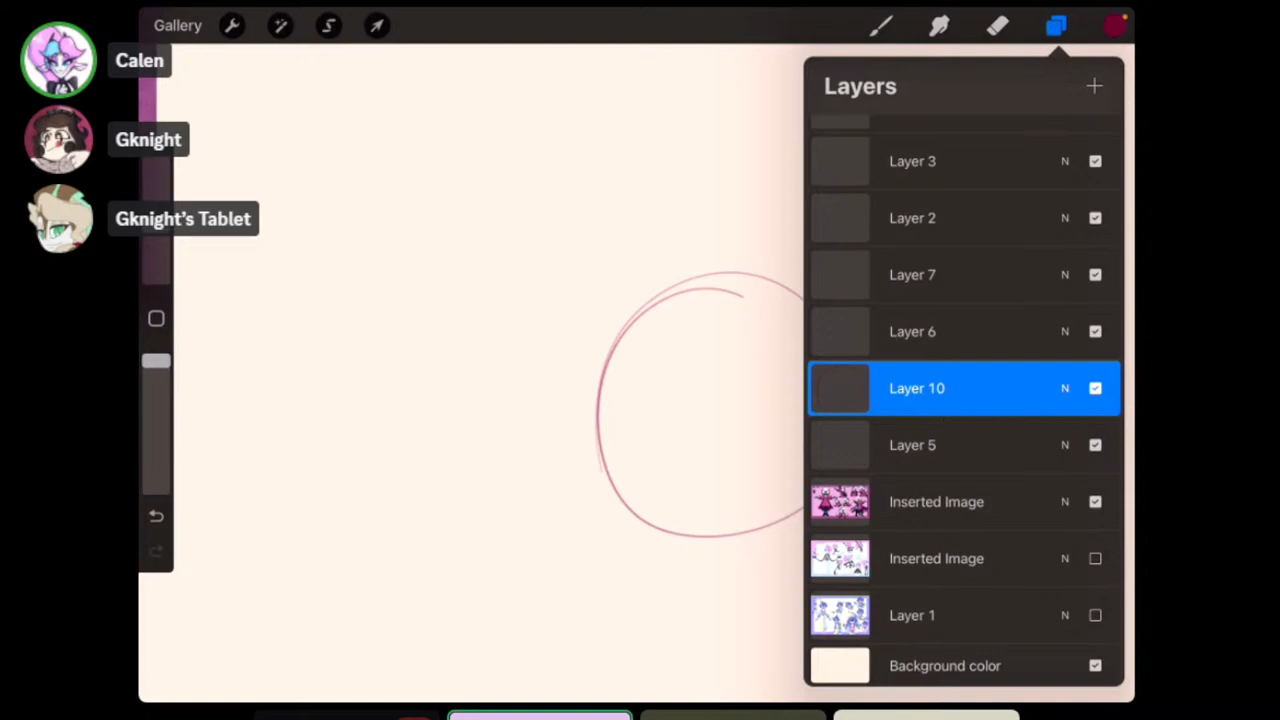 Gallery
Calen
Gknight
Gknight's Tablet
Layers
Layer 3 N
Layer 2 N
Layer 7 N
Layer 6 N
Layer 10 N
Layer 5 N
Inserted Image N
Inserted Image N
Layer 1 N
Background color